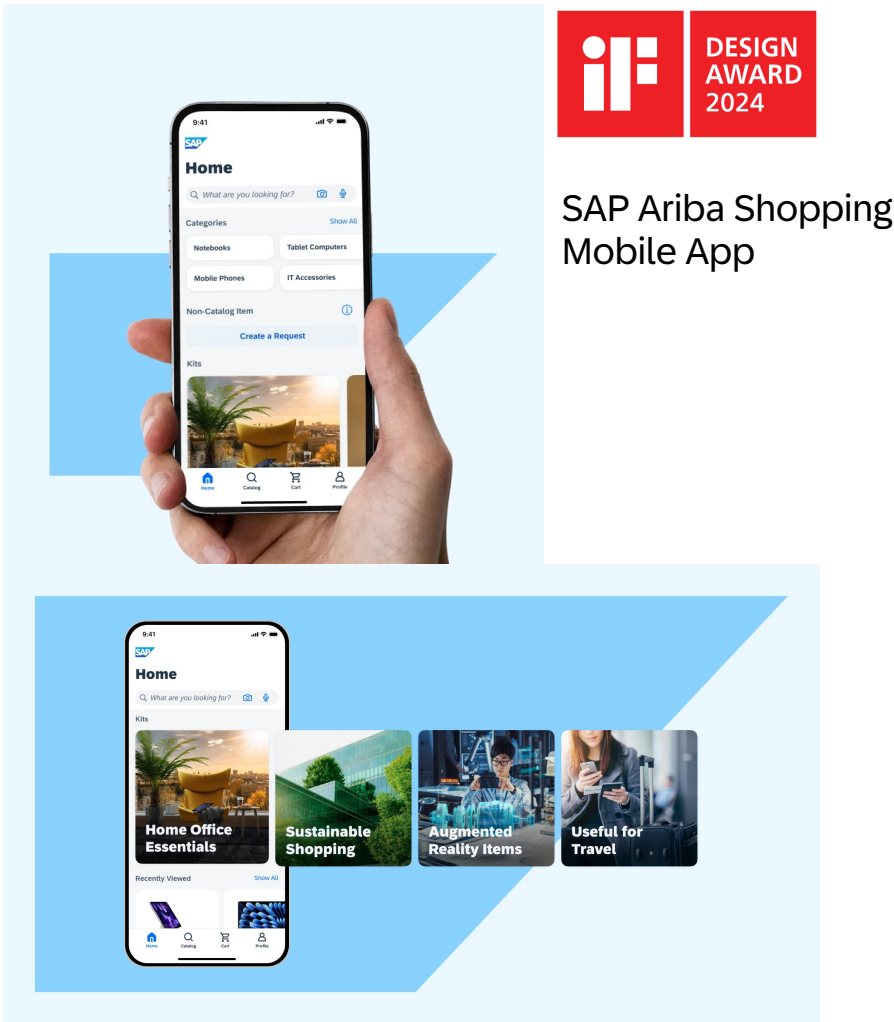 iF
DESIGN
AWARD
2024
SAP Ariba Shopping
Mobile App
9:41
SAP
Home
What are you looking for?
Categories
Show All
Notebooks
Tablet Computers
Mobile Phones
IT Accessories
Non-Catalog Item
Create a Request
Kits
Home
Catalog
Cart
Profile
9:41
SAP
Home
What are you looking for?
Kits
Home Office
Essentials
Sustainable
Shopping
Augmented
Reality Items
Useful for
Travel
Recently Viewed
Show All
Home
Catalog
Cart
Profile